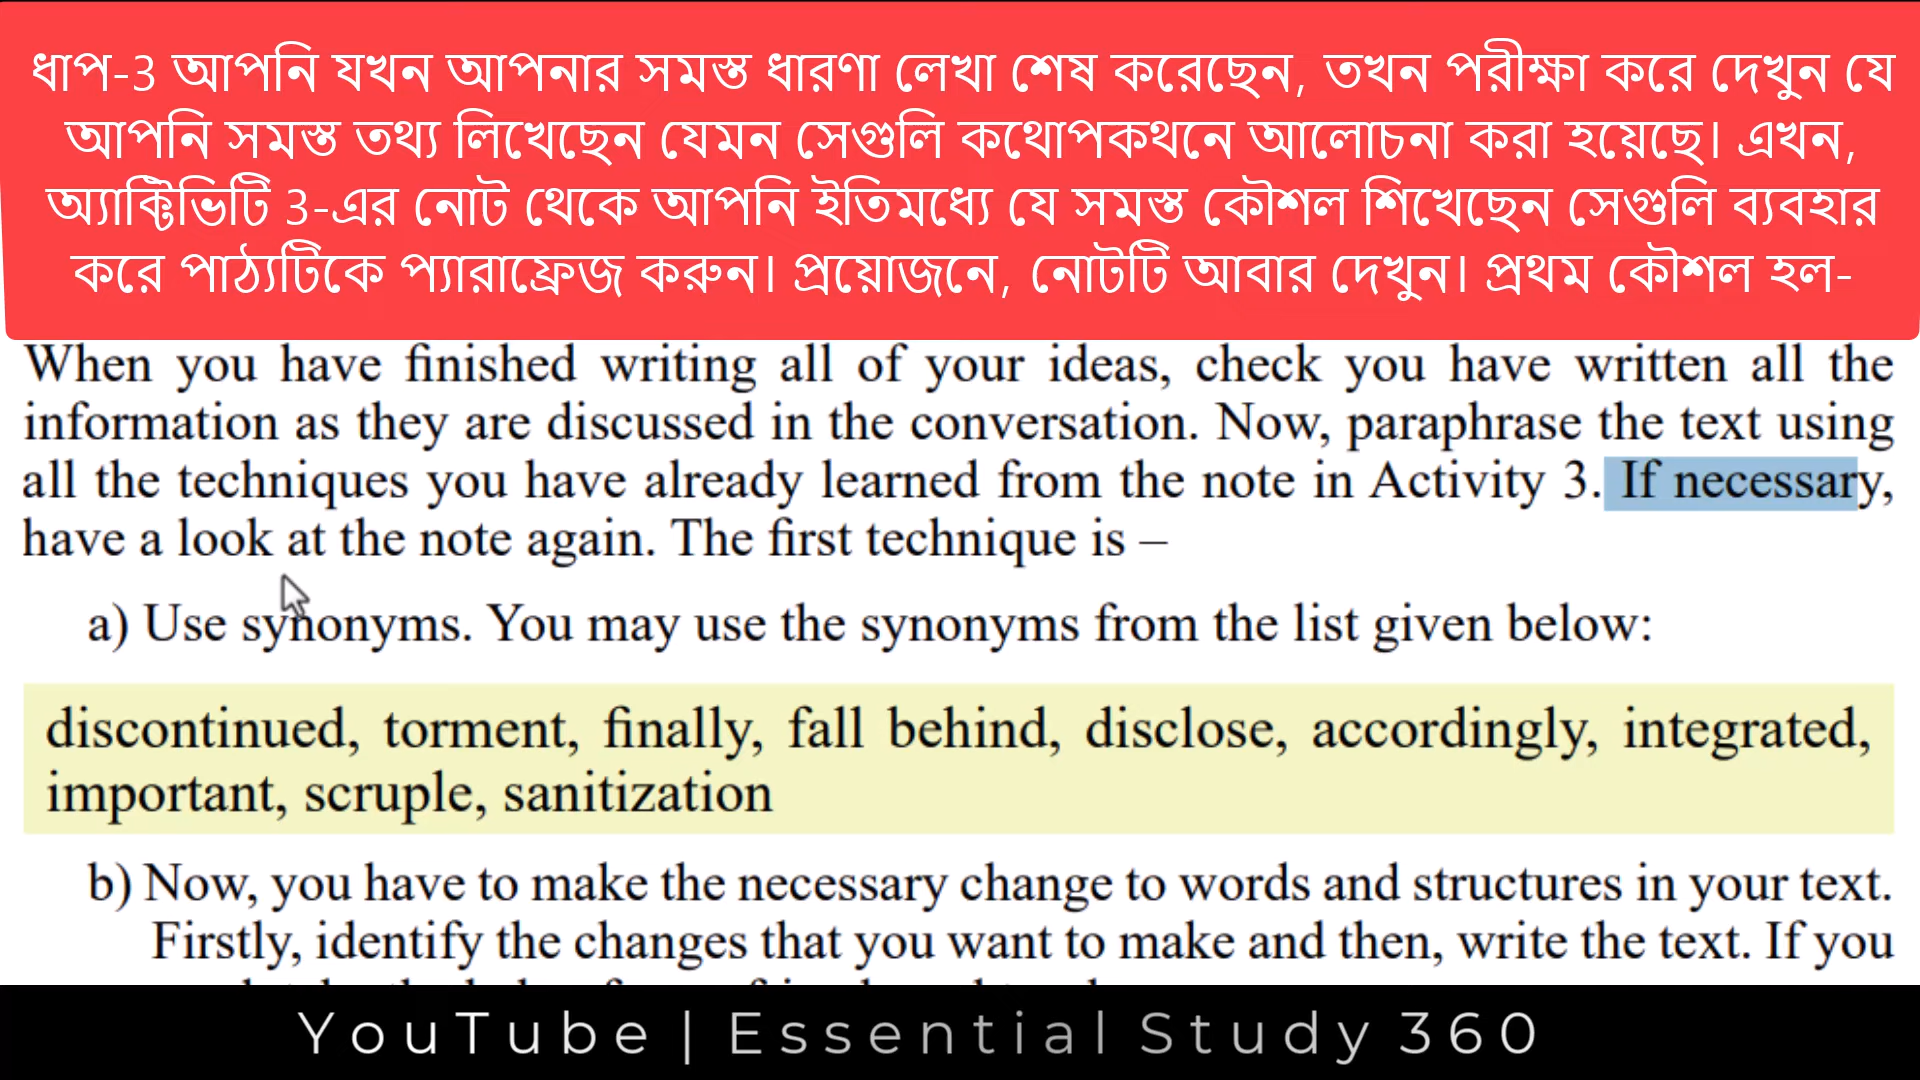 ধাপ-3 আপনি যখন আপনার সমস্ত ধারণা লেখা শেষ করেছেন, তখন পরীক্ষা করে দেখুন যে
আপনি সমস্ত তথ্য লিখেছেন যেমন সেগুলি কথোপকথনে আলোচনা করা হয়েছে। এখন,
অ্যাক্টিভিটি 3-এর নোট থেকে আপনি ইতিমধ্যে যে সমস্ত কৌশল শিখেছেন সেগুলি ব্যবহার
করে পাঠ্যটিকে প্যারাফ্রেজ করুন। প্রয়োজনে, নোটটি আবার দেখুন। প্রথম কৌশল হল-
When you have finished writing all of your ideas, check you have written all the
information as they are discussed in the conversation. Now, paraphrase the text using
all the techniques you have already learned from the note in Activity 3. If necessary,
have a look at the note again. The first technique is –
a) Use synonyms. You may use the synonyms from the list given below:
discontinued, torment, finally, fall behind, disclose, accordingly, integrated,
important, scruple, sanitization
b) Now, you have to make the necessary change to words and structures in your text.
Firstly, identify the changes that you want to make and then, write the text. If you
YouTube | Essential Study 360